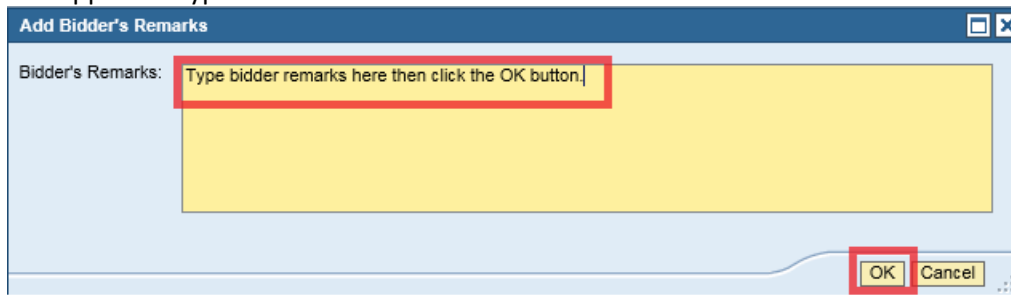 Add Bidder's Remarks
Bidder's Remarks:
Type bidder remarks here then click the OK button.
OK
Cancel